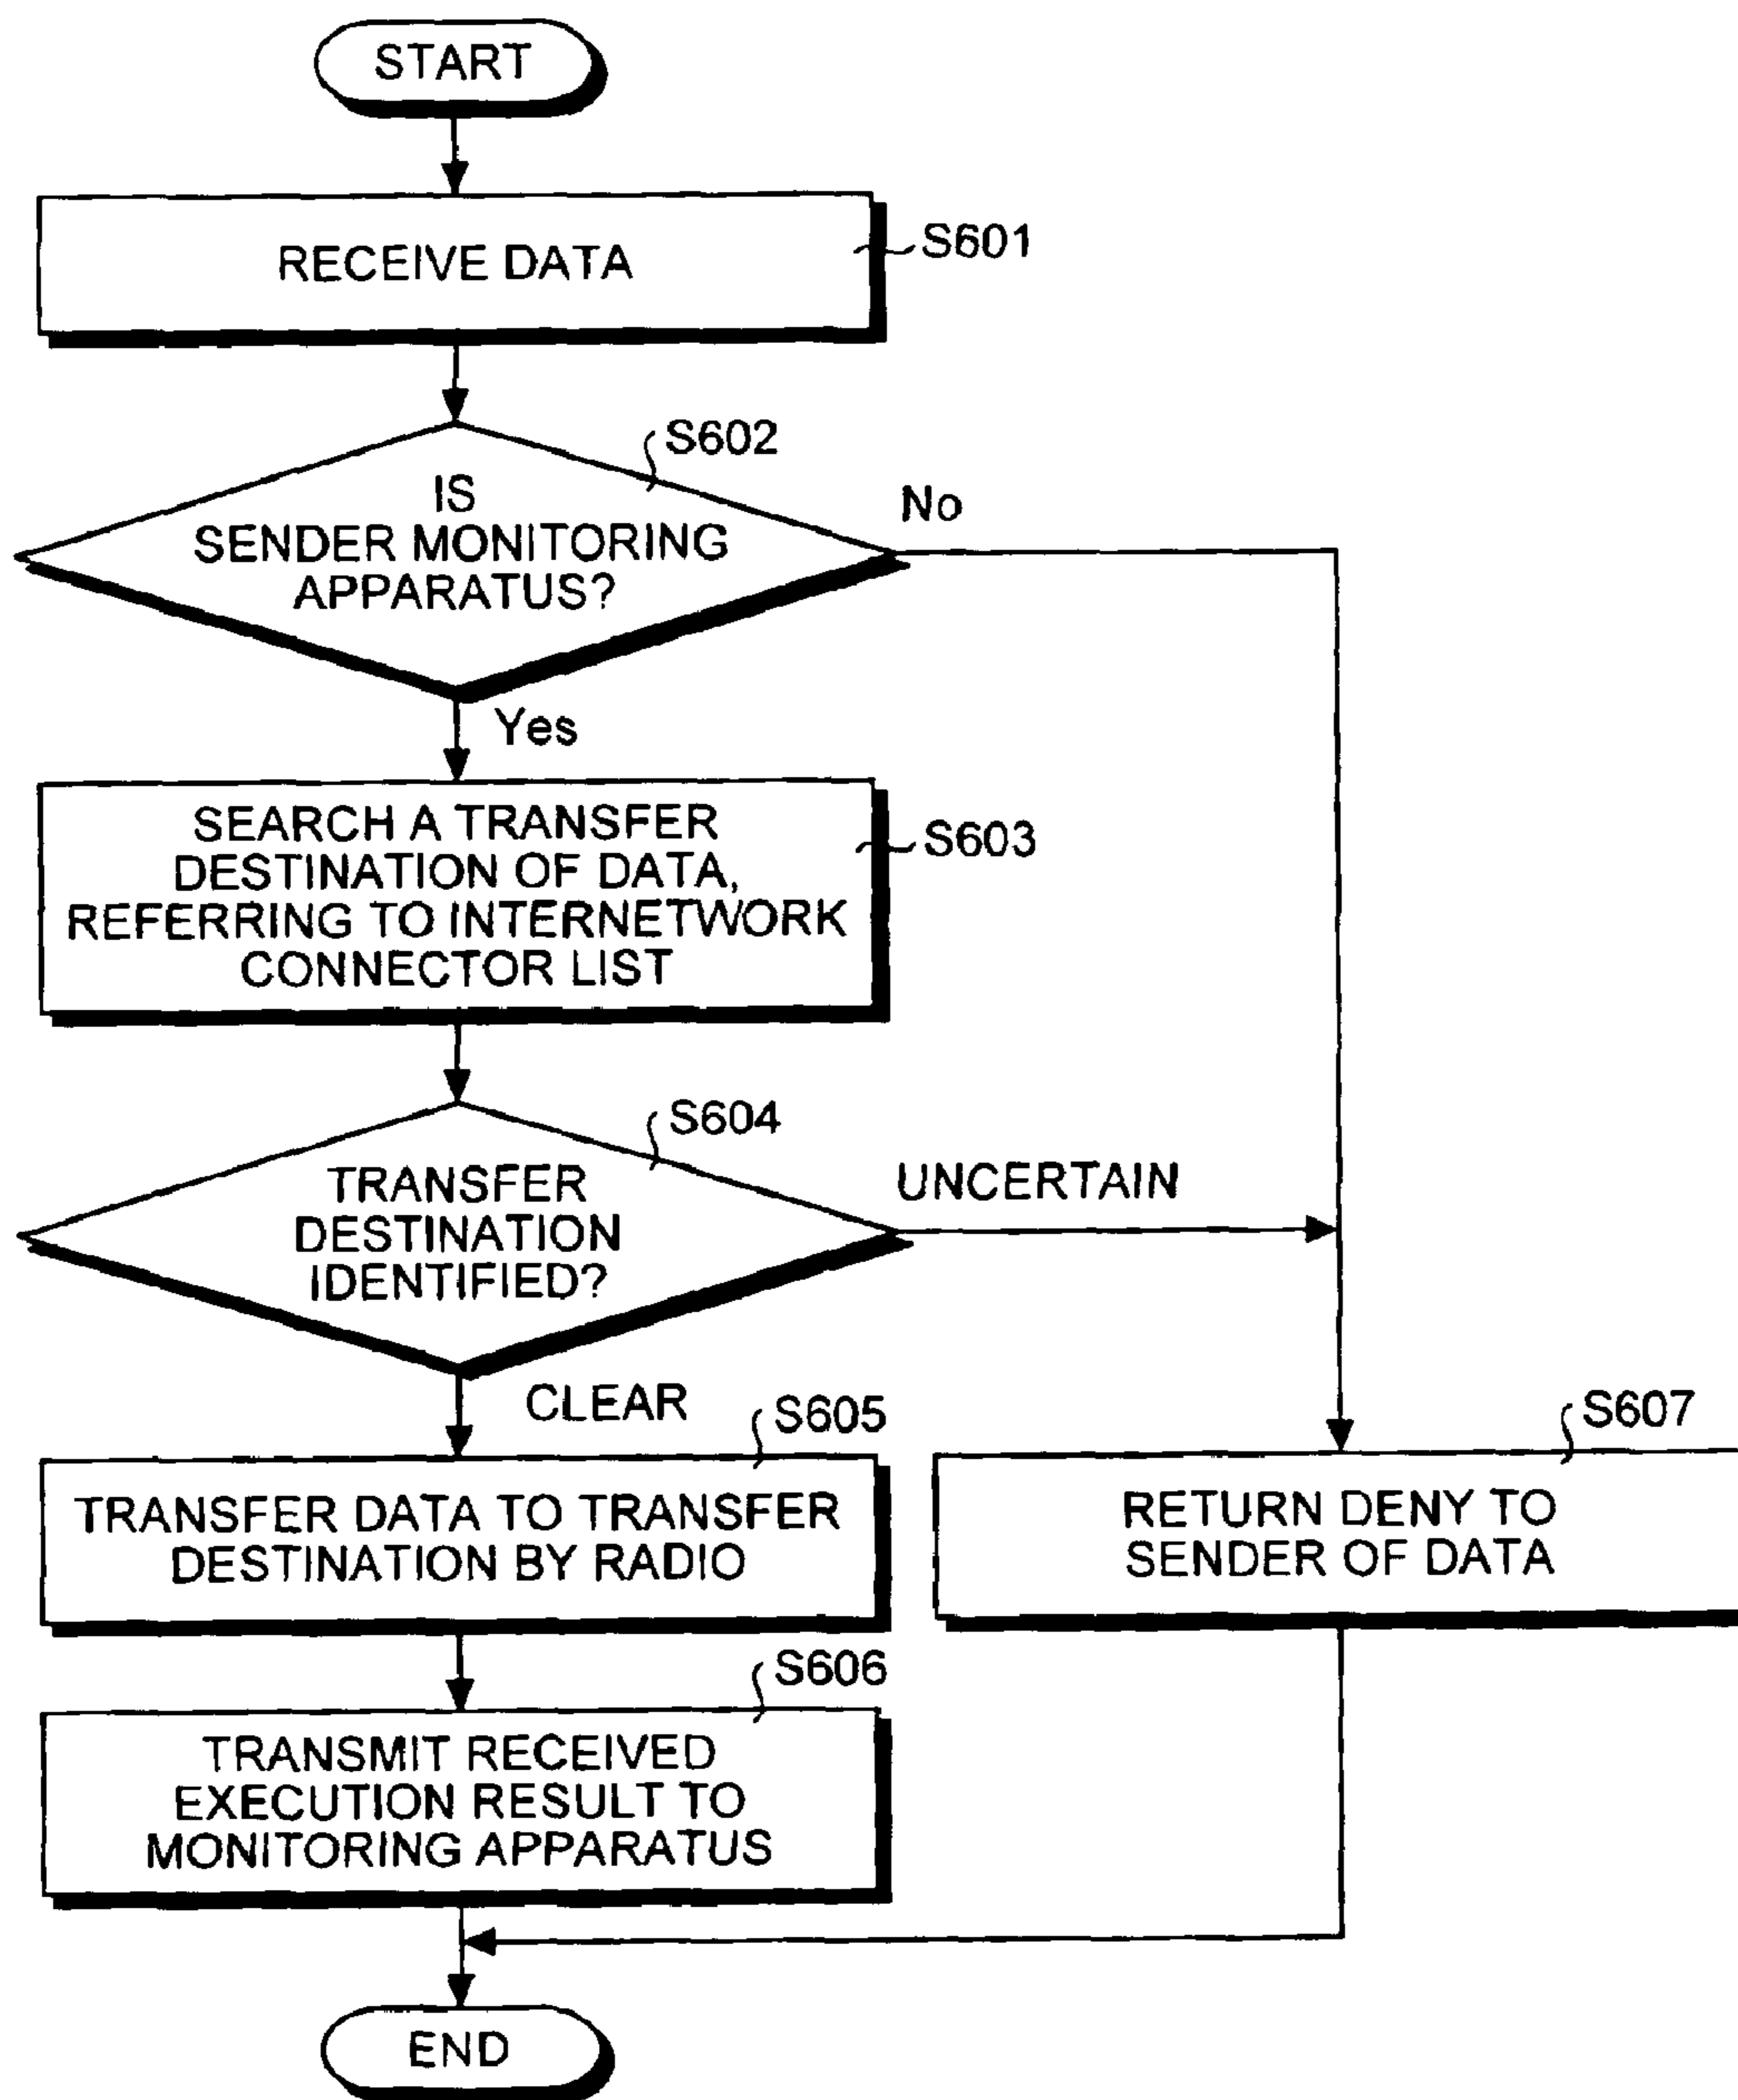 START
RECEIVE DATA
S601
S602
IS
SENDER MONITORING
APPARATUS?
No
Yes
SEARCH A TRANSFER
DESTINATION OF DATA,
REFERRING TO INTERNETWORK
CONNECTOR LIST
S603
S604
TRANSFER
DESTINATION
IDENTIFIED?
UNCERTAIN
CLEAR
S605
TRANSFER DATA TO TRANSFER
DESTINATION BY RADIO
S607
RETURN DENY TO
SENDER OF DATA
S606
TRANSMIT RECEIVED
EXECUTION RESULT TO
MONITORING APPARATUS
END